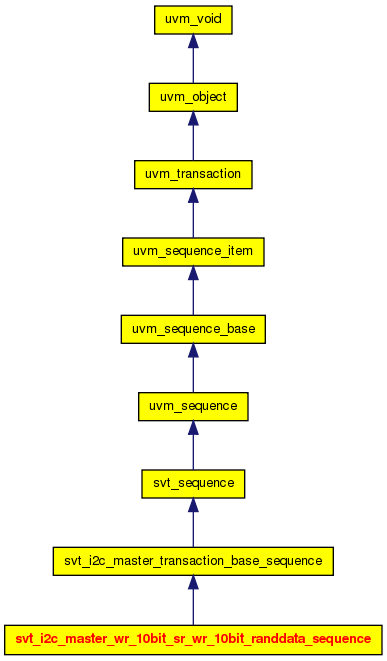 uvm_void
uvm_object
uvm_transaction
uvm_sequence_item
uvm_sequence_base
uvm_sequence
svt_sequence
svt_i2c_master_transaction_base_sequence
svt_i2c_master_wr_10bit_sr_wr_10bit_randdata_sequence